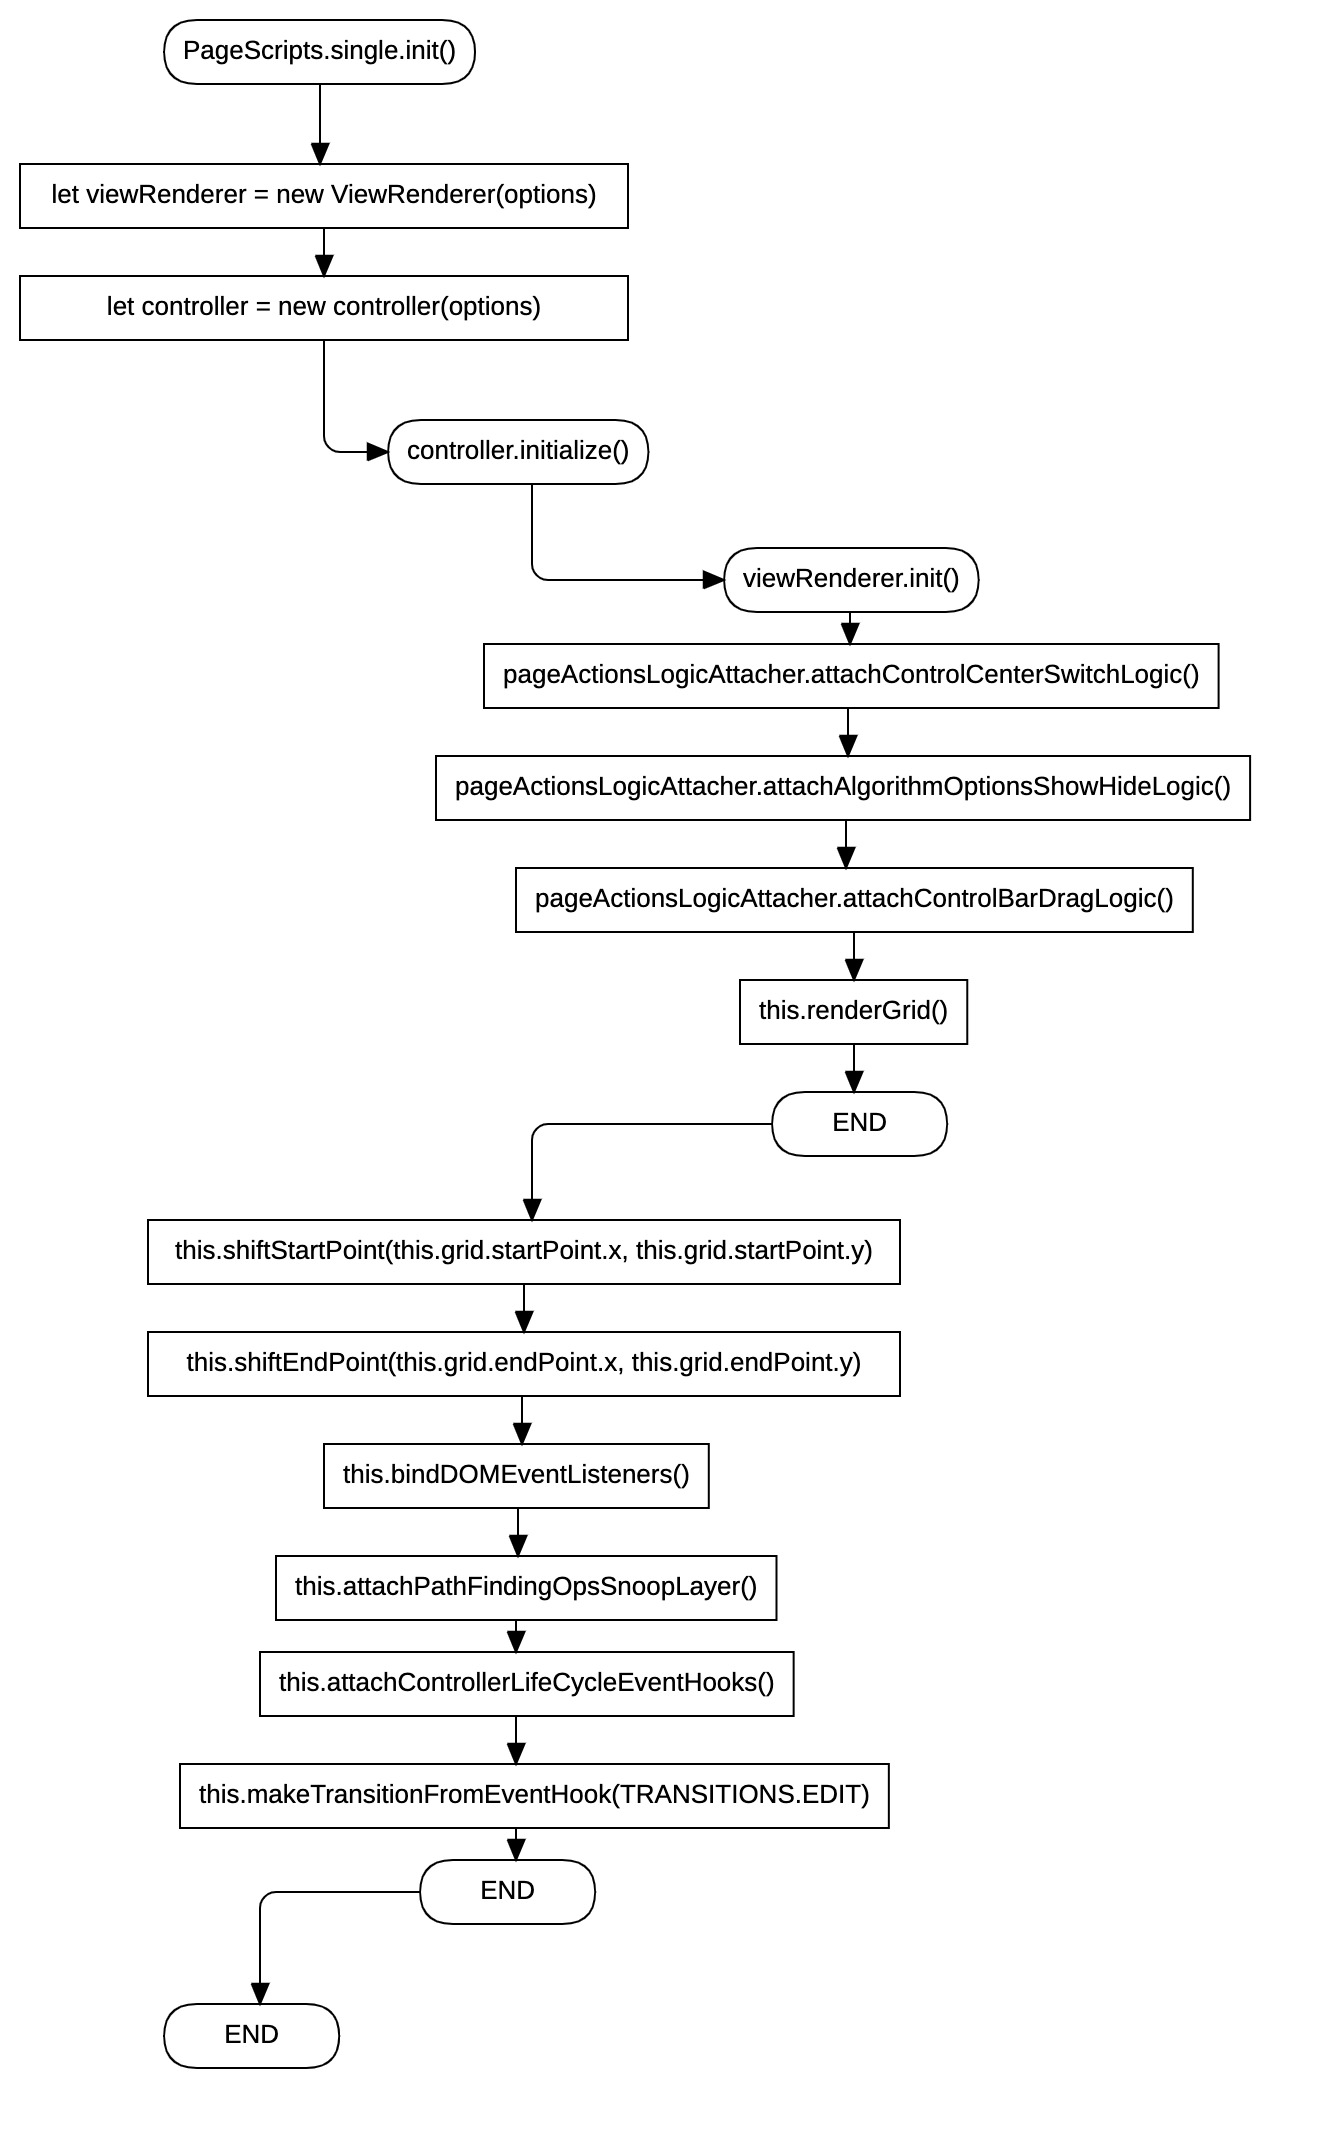 PageScripts.single.init()
let viewRenderer = new ViewRenderer(options)
let controller = new controller(options)
controller.initialize()
viewRenderer.init()
pageActionsLogicAttacher.attachControlCenterSwitchLogic()
pageActionsLogicAttacher.attachAlgorithmOptionsShowHideLogic()
pageActionsLogicAttacher.attachControlBarDragLogic()
this.renderGrid()
END
this.shiftStartPoint(this.grid.startPoint.x, this.grid.startPoint.y)
this.shiftEndPoint(this.grid.endPoint.x, this.grid.endPoint.y)
this.bindDOMEventListeners()
this.attachPathFindingOpsSnoopLayer()
this.attachControllerLifeCycleEventHooks()
this.makeTransitionFromEventHook(TRANSITIONS.EDIT)
END
END